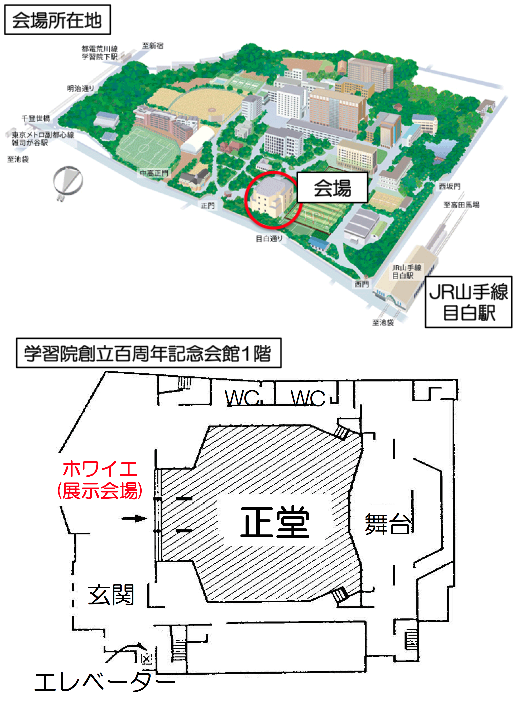 会場所在地
至新宿
都電荒川線
学習院下駅
明治通り
千登世橋
東京メトロ副都心線
雑司が谷駅
至池袋
中高正門
正門
会場
目白通り
西坂門
至高田馬場
JR山手線
目白駅
西門
至池袋
JR山手線
目白駅
学習院創立百周年記念会館1階
WC
WC
ホワイエ
(展示会場)
正堂
舞台
玄関
エレベーター